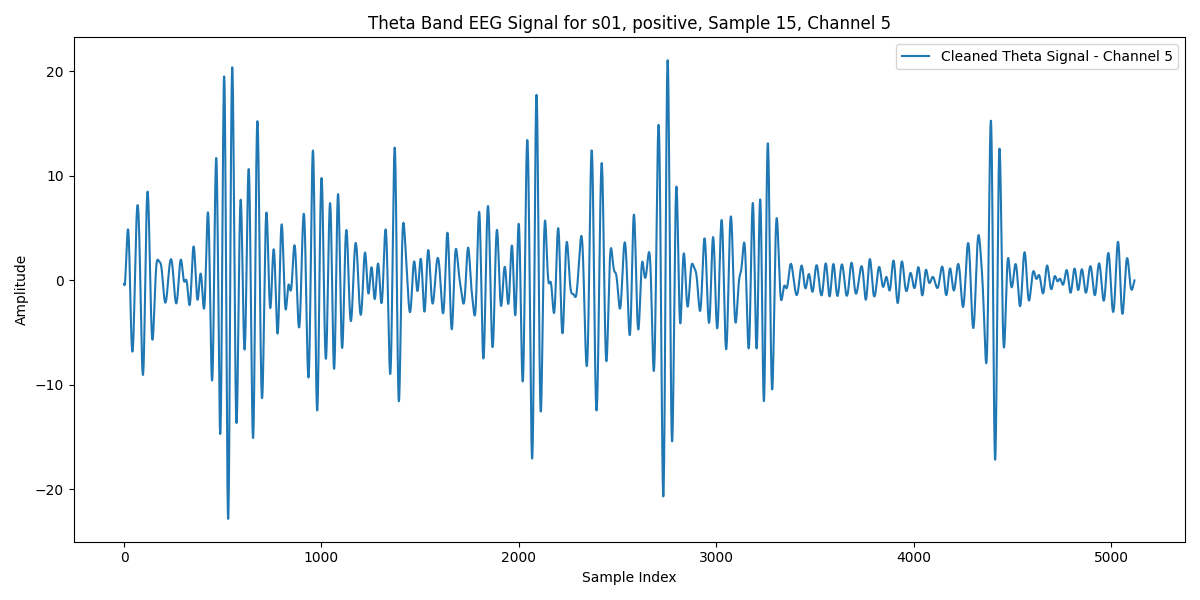 Theta Band EEG Signal for s01, positive, Sample 15, Channel 5
Cleaned Theta Signal - Channel 5
Amplitude
20
10
0
−10
−20
0 1000 2000 3000 4000 5000
Sample Index